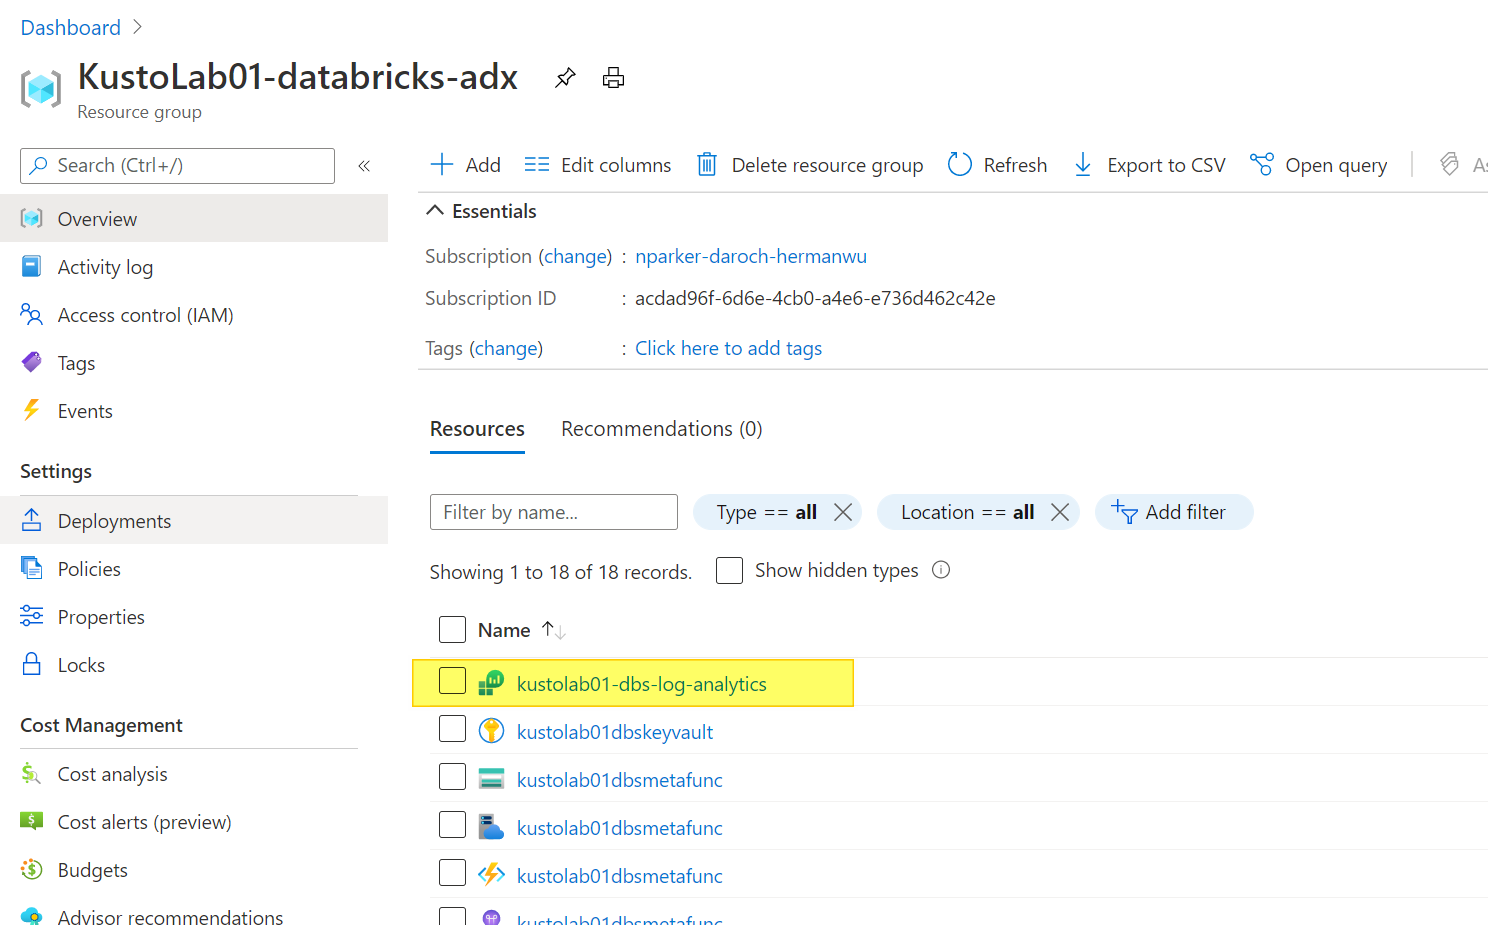 Dashboard
KustoLab01-databricks-adx
Resource group
Search (Ctrl+/)
Overview
Activity log
Access control (IAM)
Tags
Events
Settings
Deployments
Policies
Properties
Locks
Cost Management
Cost analysis
Cost alerts (preview)
Budgets
Advisor recommendations
Add Edit columns Delete resource group Refresh Export to CSV Open query
Essentials
Subscription (change) : nparker-daroch-hermanwu
Subscription ID : acdad96f-6d6e-4cb0-a4e6-e736d462c42e
Tags (change) : Click here to add tags
Resources Recommendations (0)
Filter by name... Type == all Location == all Add filter
Showing 1 to 18 of 18 records. Show hidden types
Name
kustolab01-dbs-log-analytics
kustolab01dbskeyvault
kustolab01dbsmetafunc
kustolab01dbsmetafunc
kustolab01dbsmetafunc
kustolab01dbsmetafunc